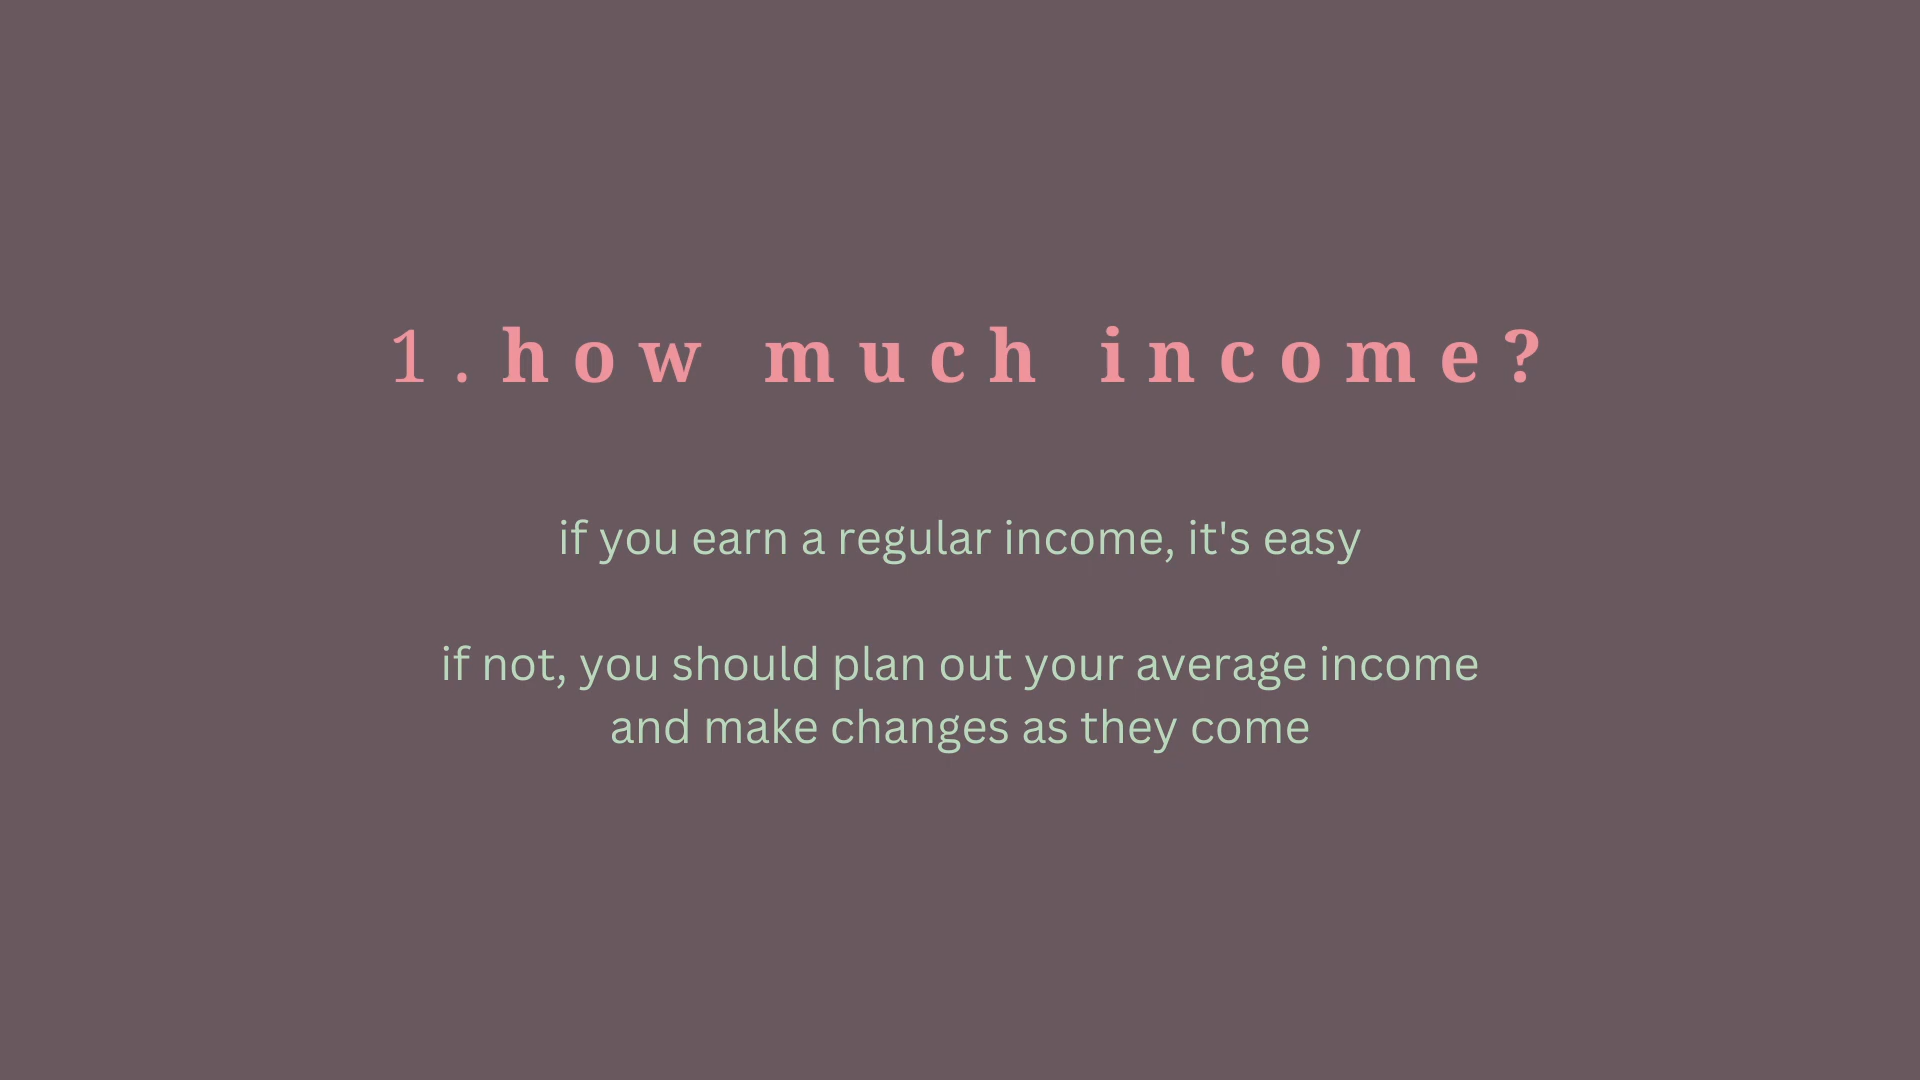 1. how much income?
if you earn a regular income, it's easy
if not, you should plan out your average income
and make changes as they come